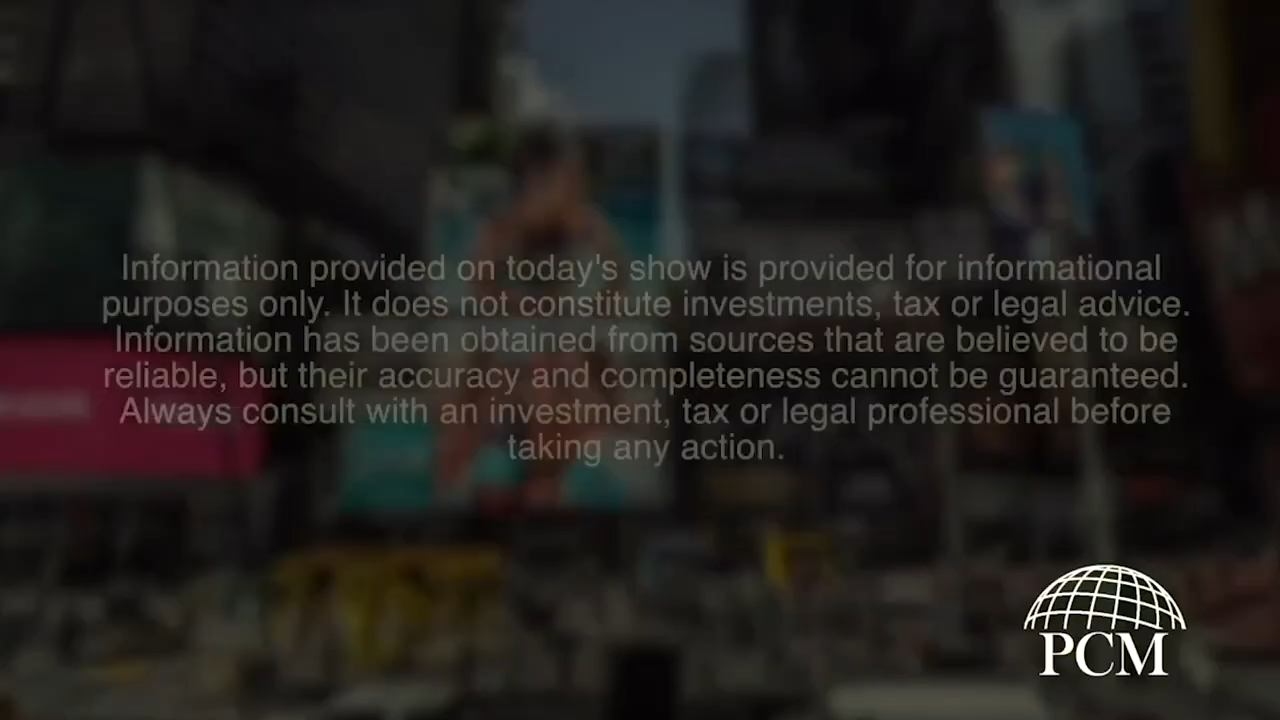 Information provided on today's show is provided for informational
purposes only. It does not constitute investments, tax or legal advice.
Information has been obtained from sources that are believed to be
reliable, but their accuracy and completeness cannot be guaranteed.
Always consult with an investment, tax or legal professional before
taking any action.
PCM